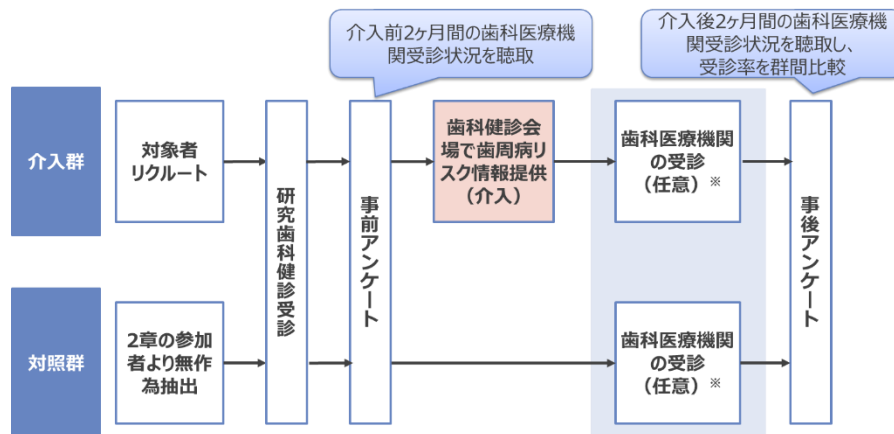 介入前2ヶ月間の歯科医療機
関受診状況を聴取
介入後2ヶ月間の歯科医療機
関受診状況を聴取し、
受診率を群間比較
介入群
対象者
リクルート
研究歯科健診受診
事前アンケート
歯科健診会
場で歯周病リ
スク情報提供
（介入）
歯科医療機関
の受診
（任意）※
事後アンケート
対照群
2章の参加
者より無作
為抽出
歯科医療機関
の受診
（任意）※